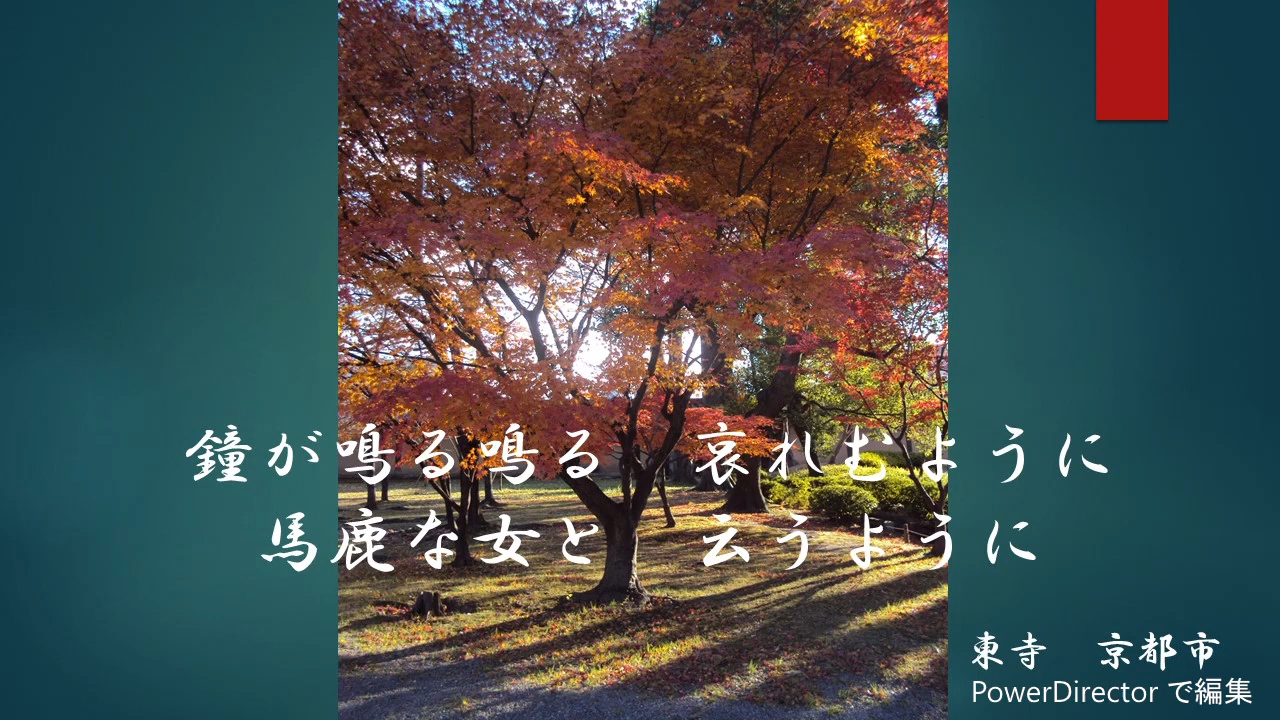 鐘が鳴る鳴る　哀れむように
馬鹿な女と　云うように
東寺　京都市
PowerDirector で編集